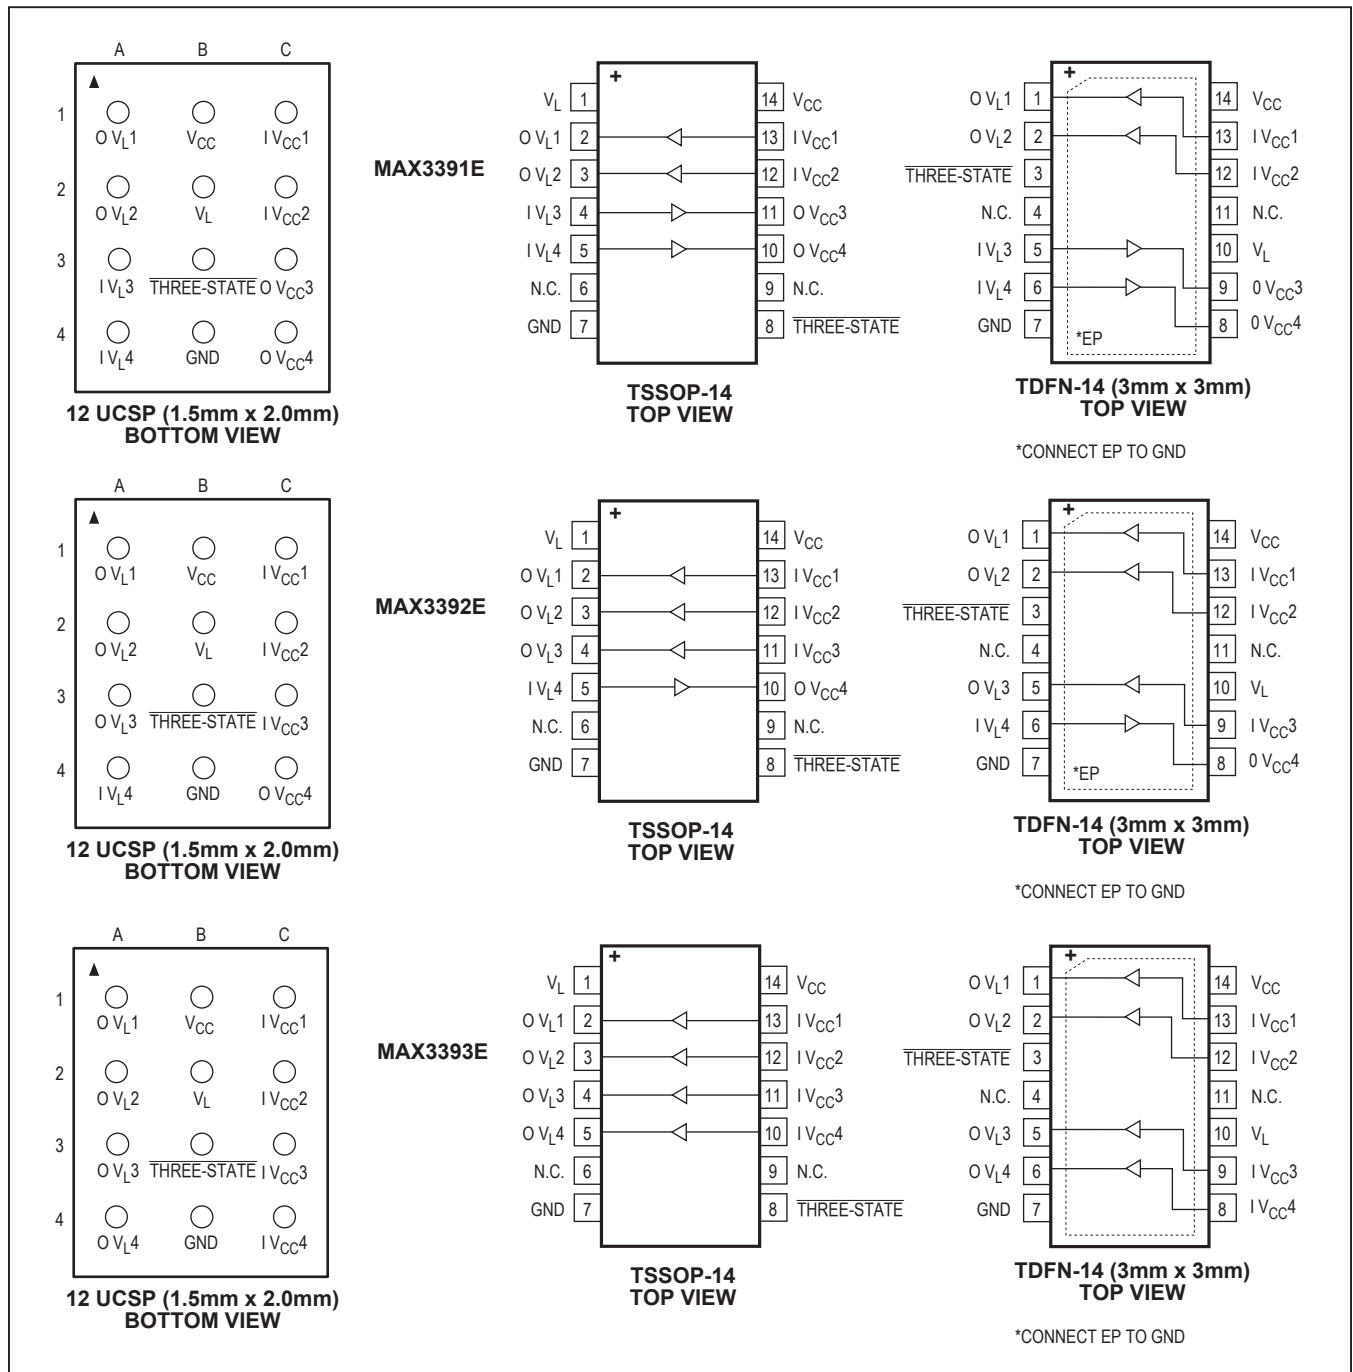 A B C
1
O VL1 VCC I VCC1
2
O VL2 VL I VCC2
3
I VL3 THREE-STATE O VCC3
4
I VL4 GND O VCC4
12 UCSP (1.5mm x 2.0mm)
BOTTOM VIEW
MAX3391E
+
VL 1 14 VCC
O VL1 2 13 I VCC1
O VL2 3 12 I VCC2
I VL3 4 11 O VCC3
I VL4 5 10 O VCC4
N.C. 6 9 N.C.
GND 7 8 THREE-STATE
TSSOP-14
TOP VIEW
+
O VL1 1 14 VCC
O VL2 2 13 I VCC1
THREE-STATE 3 12 I VCC2
N.C. 4 11 N.C.
I VL3 5 10 VL
I VL4 6 9 0 VCC3
GND 7 8 0 VCC4
*EP
TDFN-14 (3mm x 3mm)
TOP VIEW
*CONNECT EP TO GND
A B C
1
O VL1 VCC I VCC1
2
O VL2 VL I VCC2
3
O VL3 THREE-STATE I VCC3
4
I VL4 GND O VCC4
12 UCSP (1.5mm x 2.0mm)
BOTTOM VIEW
MAX3392E
+
VL 1 14 VCC
O VL1 2 13 I VCC1
O VL2 3 12 I VCC2
O VL3 4 11 I VCC3
I VL4 5 10 O VCC4
N.C. 6 9 N.C.
GND 7 8 THREE-STATE
TSSOP-14
TOP VIEW
+
O VL1 1 14 VCC
O VL2 2 13 I VCC1
THREE-STATE 3 12 I VCC2
N.C. 4 11 N.C.
O VL3 5 10 VL
I VL4 6 9 I VCC3
GND 7 8 0 VCC4
*EP
TDFN-14 (3mm x 3mm)
TOP VIEW
*CONNECT EP TO GND
A B C
1
O VL1 VCC I VCC1
2
O VL2 VL I VCC2
3
O VL3 THREE-STATE I VCC3
4
O VL4 GND I VCC4
12 UCSP (1.5mm x 2.0mm)
BOTTOM VIEW
MAX3393E
+
VL 1 14 VCC
O VL1 2 13 I VCC1
O VL2 3 12 I VCC2
O VL3 4 11 I VCC3
O VL4 5 10 I VCC4
N.C. 6 9 N.C.
GND 7 8 THREE-STATE
TSSOP-14
TOP VIEW
+
O VL1 1 14 VCC
O VL2 2 13 I VCC1
THREE-STATE 3 12 I VCC2
N.C. 4 11 N.C.
O VL3 5 10 VL
O VL4 6 9 I VCC3
GND 7 8 I VCC4
TDFN-14 (3mm x 3mm)
TOP VIEW
*CONNECT EP TO GND